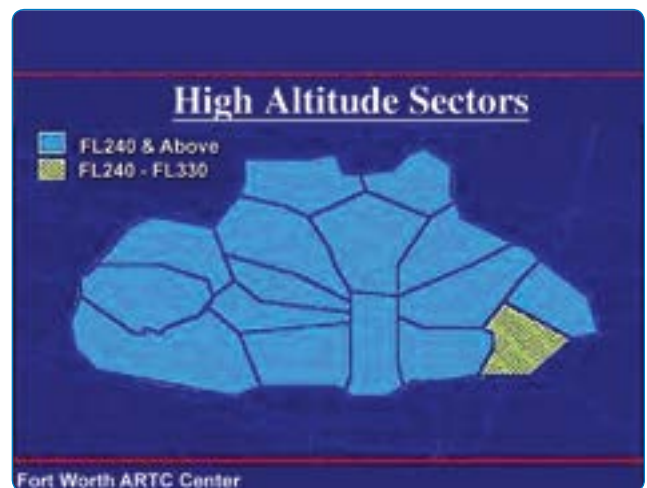 High Altitude Sectors
FL240 & Above
FL240 - FL330
Fort Worth ARTC Center